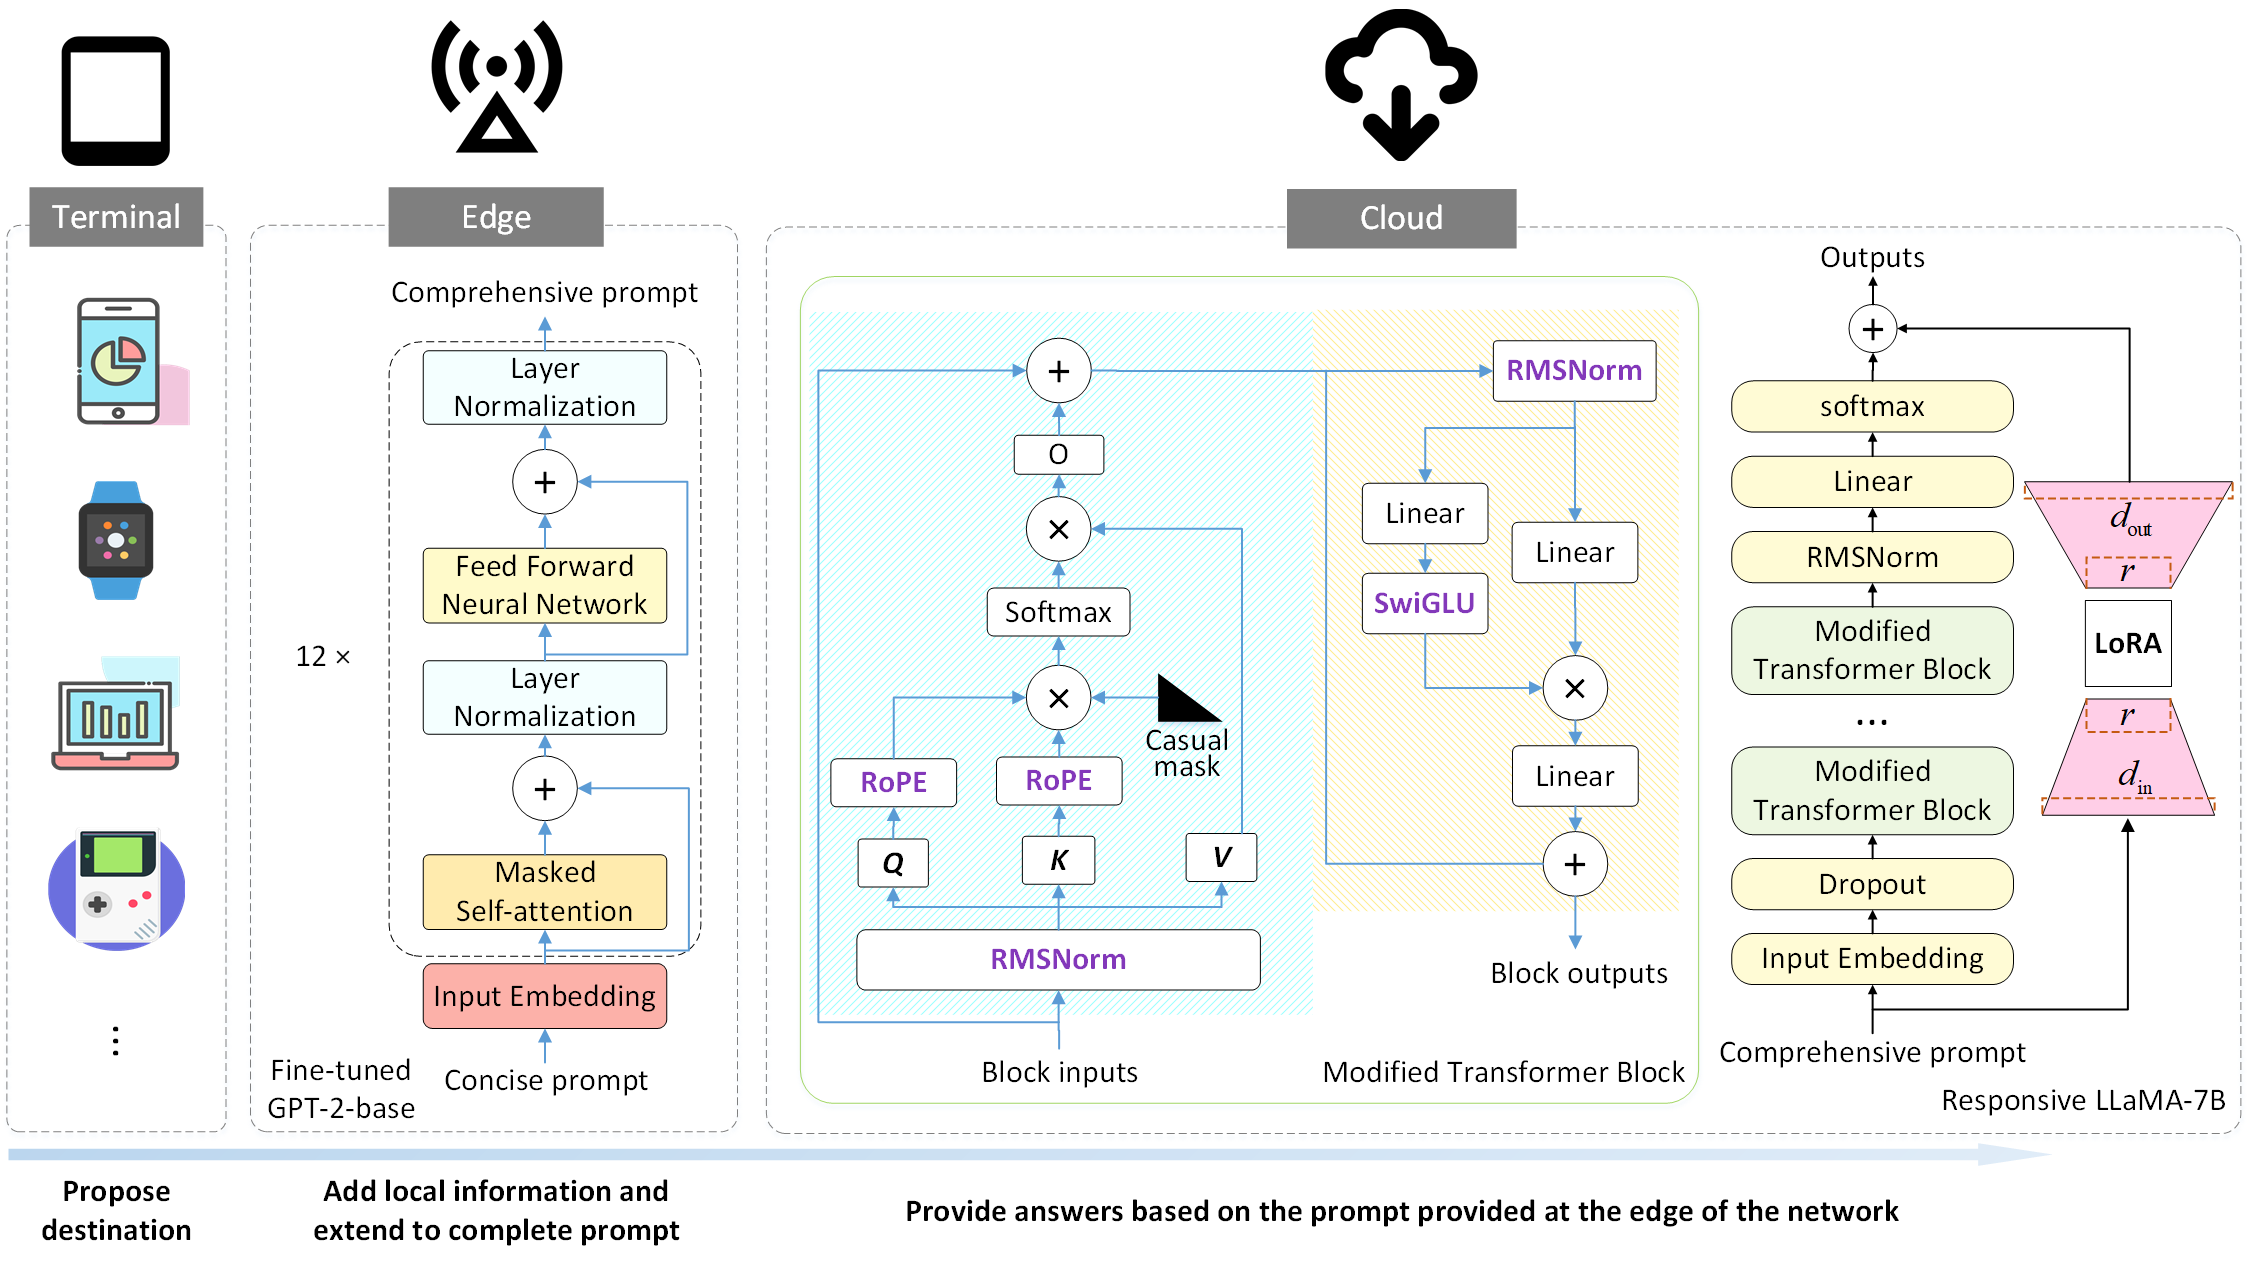 Terminal
Edge
Comprehensive prompt
Layer
Normalization
+
Feed Forward
Neural Network
12 ×
Layer
Normalization
+
Masked
Self-attention
Input Embedding
Concise prompt
Fine-tuned
GPT-2-base
Cloud
+
O
×
Softmax
×
Casual
mask
RoPE
RoPE
Q
K
V
RMSNorm
Block inputs
RMSNorm
Linear
Linear
SwiGLU
×
Linear
+
Block outputs
Modified Transformer Block
Outputs
+
softmax
Linear
RMSNorm
Modified
Transformer Block
...
Modified
Transformer Block
Dropout
Input Embedding
Comprehensive prompt
d out
r
LoRA
r
d in
Responsive LLaMA-7B
Propose
destination
Add local information and
extend to complete prompt
Provide answers based on the prompt provided at the edge of the network